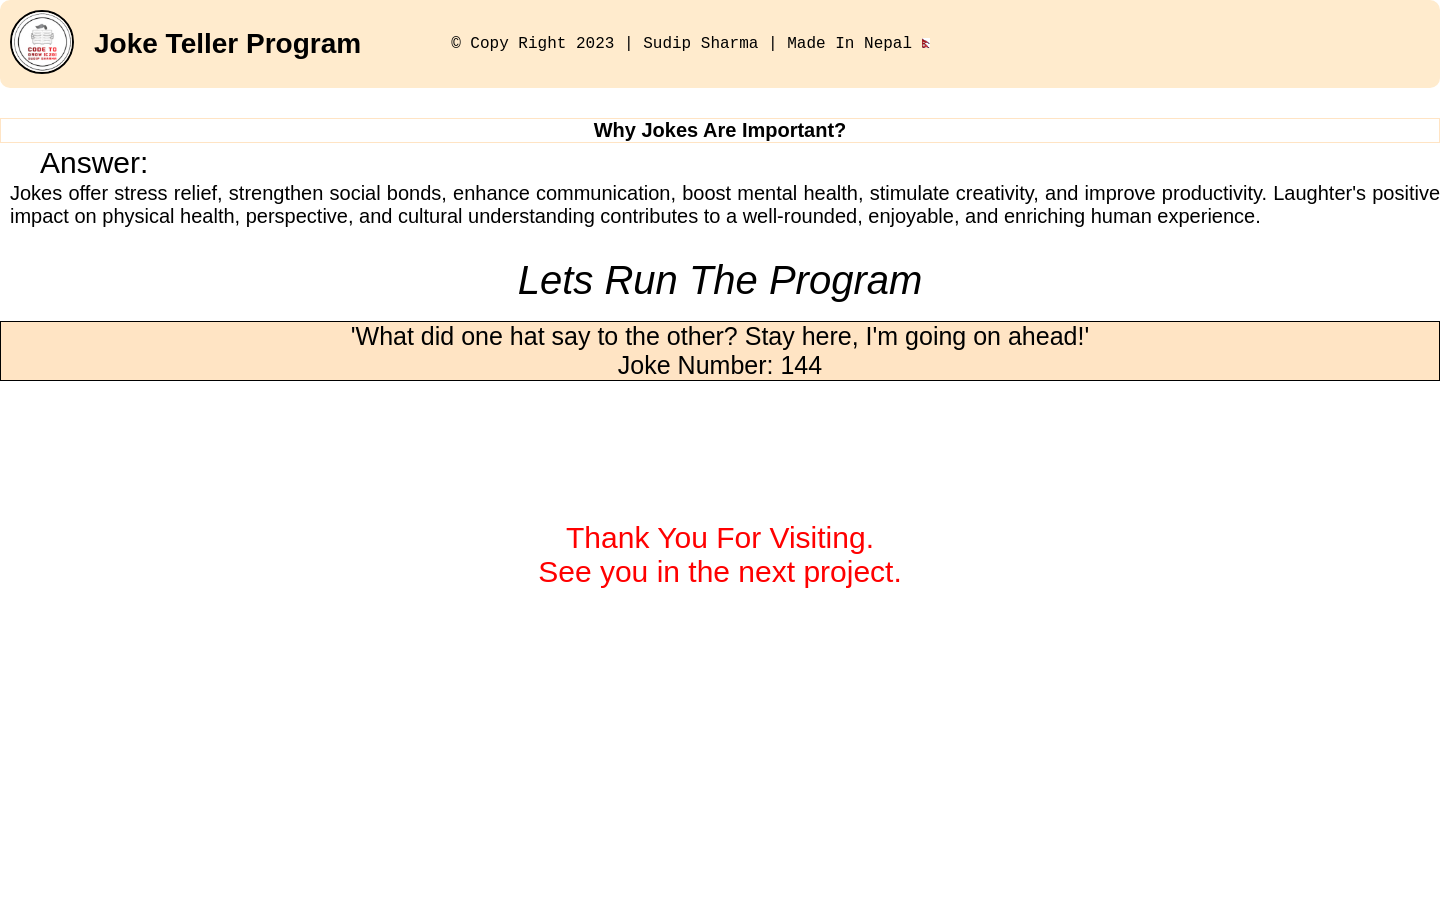 CODE TO
Joke Teller Program
© Copy Right 2023 | Sudip Sharma | Made In Nepal
Why Jokes Are Important?
Answer:
Jokes offer stress relief, strengthen social bonds, enhance communication, boost mental health, stimulate creativity, and improve productivity. Laughter's positive
impact on physical health, perspective, and cultural understanding contributes to a well-rounded, enjoyable, and enriching human experience.
Lets Run The Program
'What did one hat say to the other? Stay here, I'm going on ahead!'
Joke Number: 144
Thank You For Visiting.
See you in the next project.